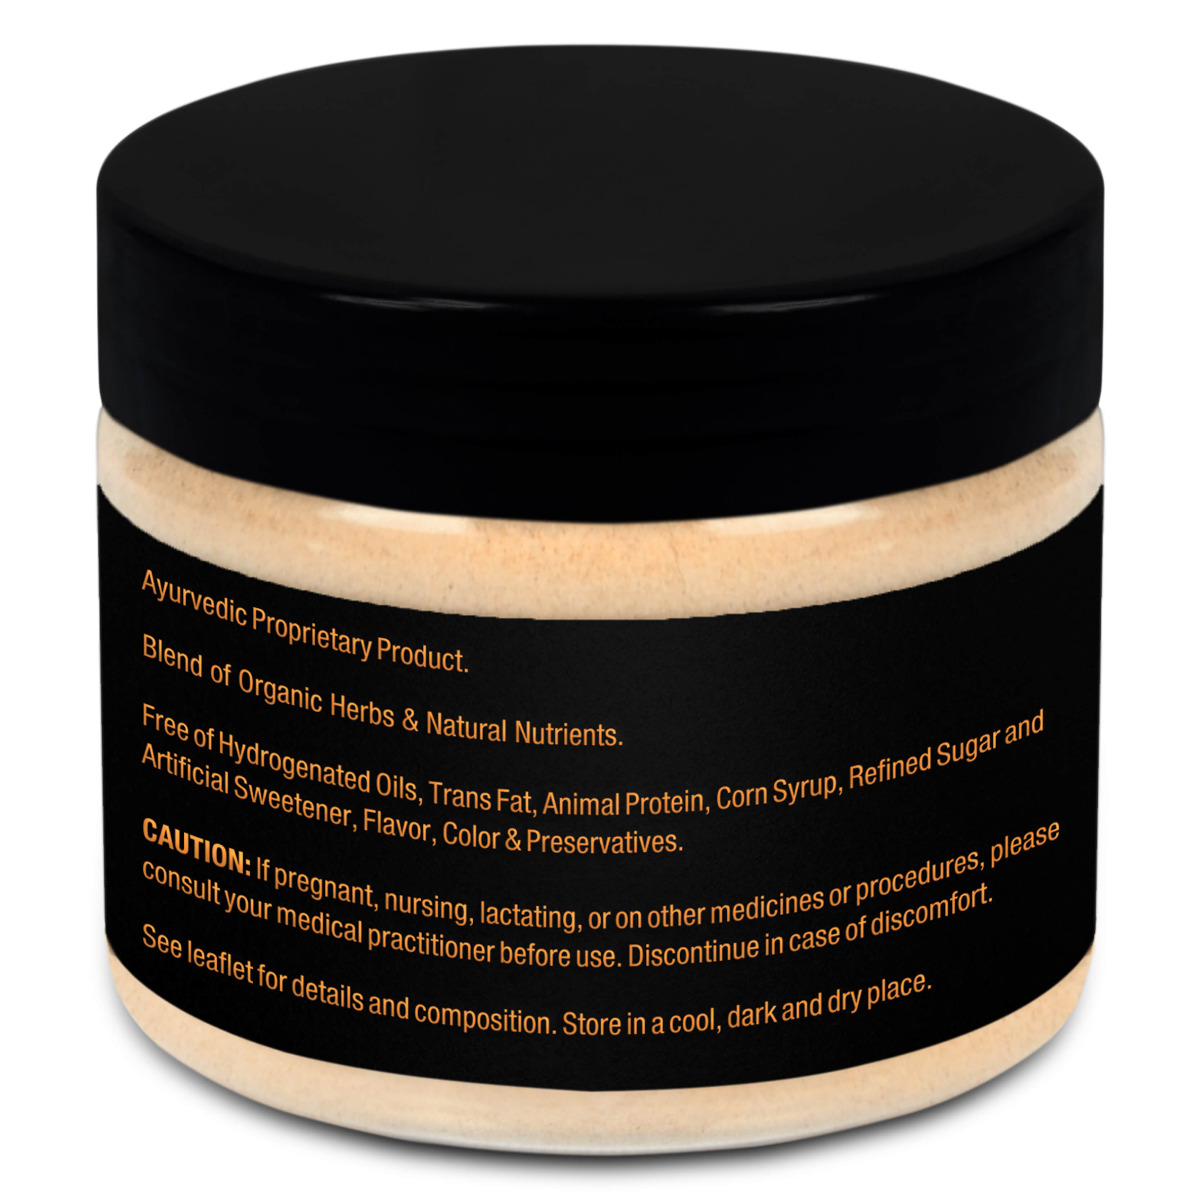 Ayurvedic Proprietary Product.
Blend of Organic Herbs & Natural Nutrients.
Free of Hydrogenated Oils, Trans Fat, Animal Protein, Corn Syrup, Refined Sugar and
Artificial Sweetener, Flavor, Color & Preservatives.
CAUTION: If pregnant, nursing, lactating, or on other medicines or procedures, please
consult your medical practitioner before use. Discontinue in case of discomfort.
See leaflet for details and composition. Store in a cool, dark and dry place.